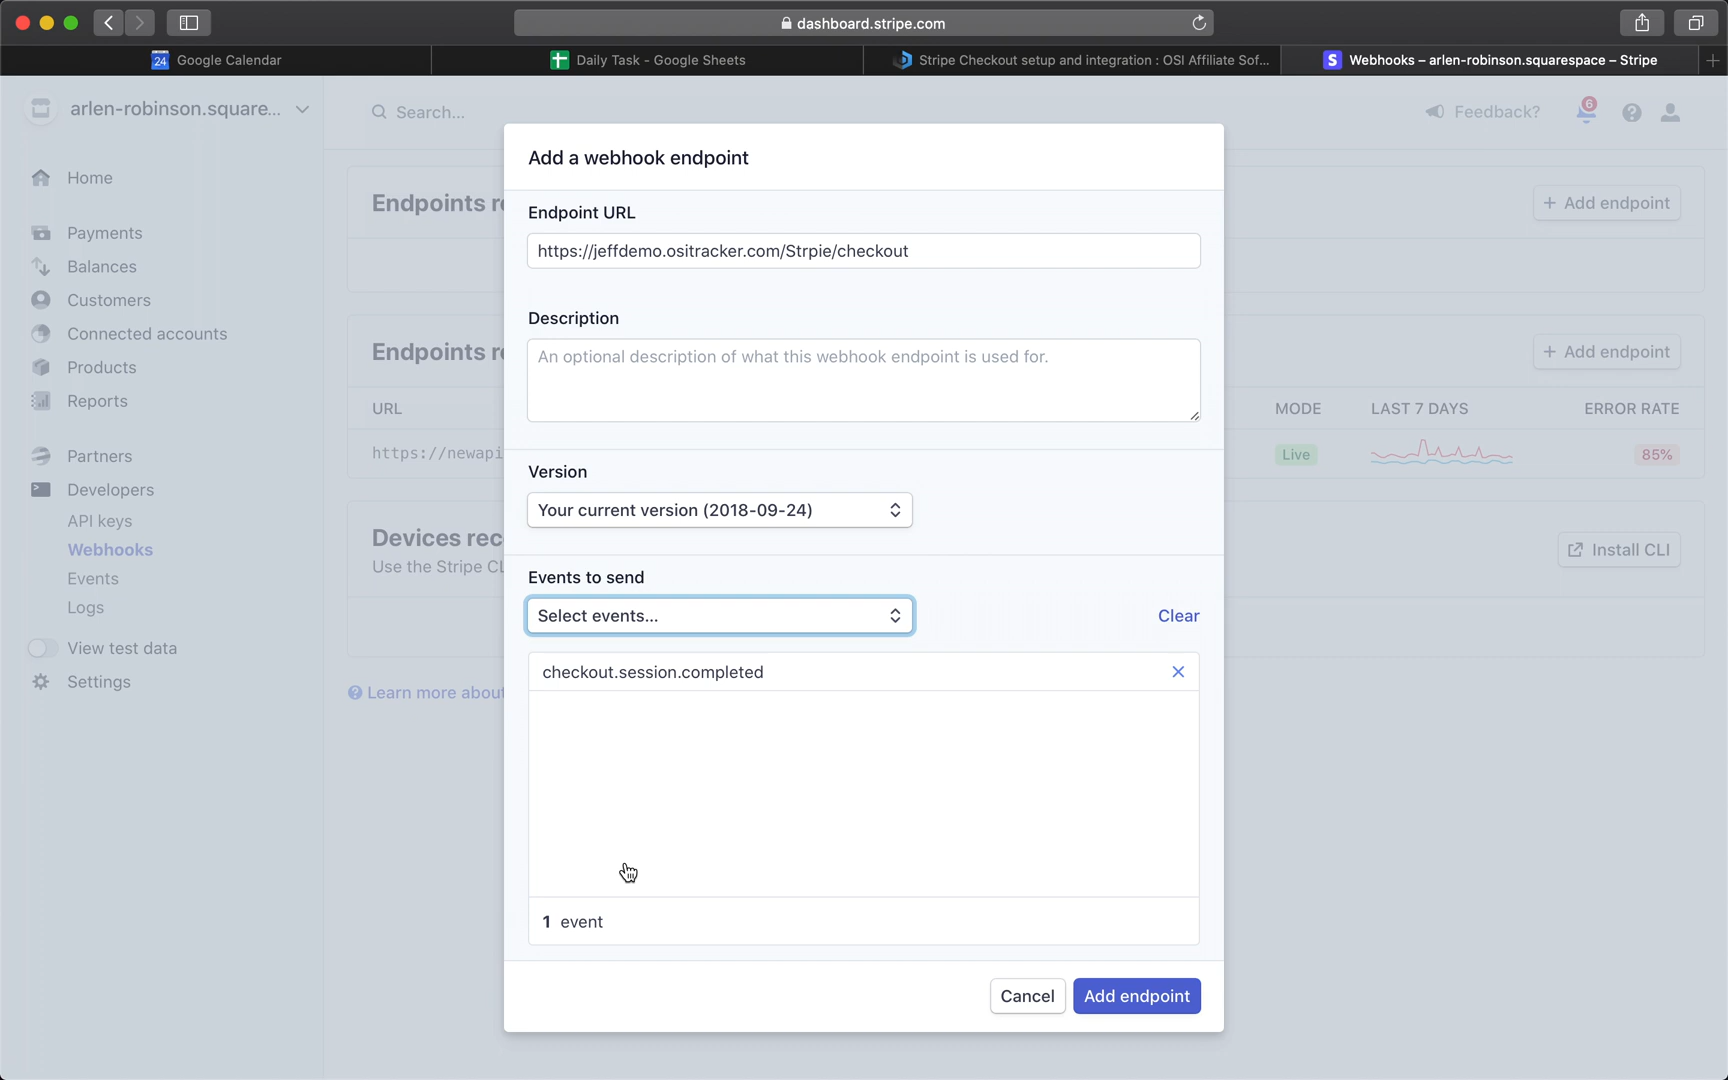 dashboard.stripe.com
24 Google Calendar
Daily Task - Google Sheets
Stripe Checkout setup and integration : OSI Affiliate Sof...
S Webhooks – arlen-robinson.squarespace – Stripe
arlen-robinson.square...
Search...
Feedback?
6
Home
Payments
Balances
Customers
Connected accounts
Products
Reports
Partners
Developers
API keys
Webhooks
Events
Logs
View test data
Settings
Endpoints r
+ Add endpoint
Endpoints r
+ Add endpoint
URL
MODE
LAST 7 DAYS
ERROR RATE
https://newapi
Live
85%
Devices rec
Use the Stripe CL
Install CLI
Learn more about
Add a webhook endpoint
Endpoint URL
https://jeffdemo.ositracker.com/Strpie/checkout
Description
An optional description of what this webhook endpoint is used for.
Version
Your current version (2018-09-24)
Events to send
Select events...
Clear
checkout.session.completed
1 event
Cancel
Add endpoint